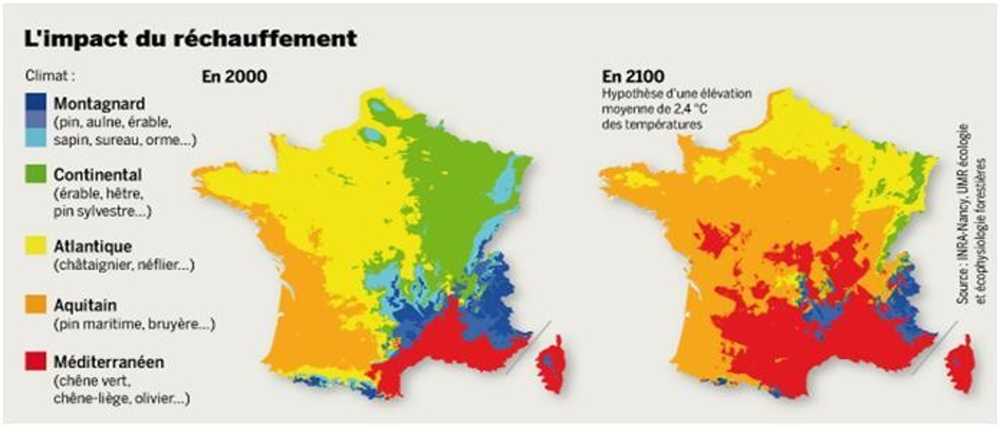 L'impact du réchauffement
Climat :
Montagnard
(pin, aulne, érable,
sapin, sureau, orme...)
Continental
(érable, hêtre,
pin sylvestre...)
Atlantique
(châtaignier, néflier...)
Aquitain
(pin maritime, bruyère...)
Méditerranéen
(chêne vert,
chêne-liège, olivier...)
En 2000
En 2100
Hypothèse d'une élévation
moyenne de 2,4 °C
des températures
Source : INRA-Nancy, UMR écologie
et écophysiologie forestières